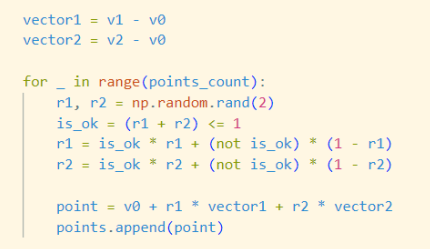 vector1 = v1 - v0
vector2 = v2 - v0

for _ in range(points_count):
    r1, r2 = np.random.rand(2)
    is_ok = (r1 + r2) <= 1
    r1 = is_ok * r1 + (not is_ok) * (1 - r1)
    r2 = is_ok * r2 + (not is_ok) * (1 - r2)

    point = v0 + r1 * vector1 + r2 * vector2
    points.append(point)